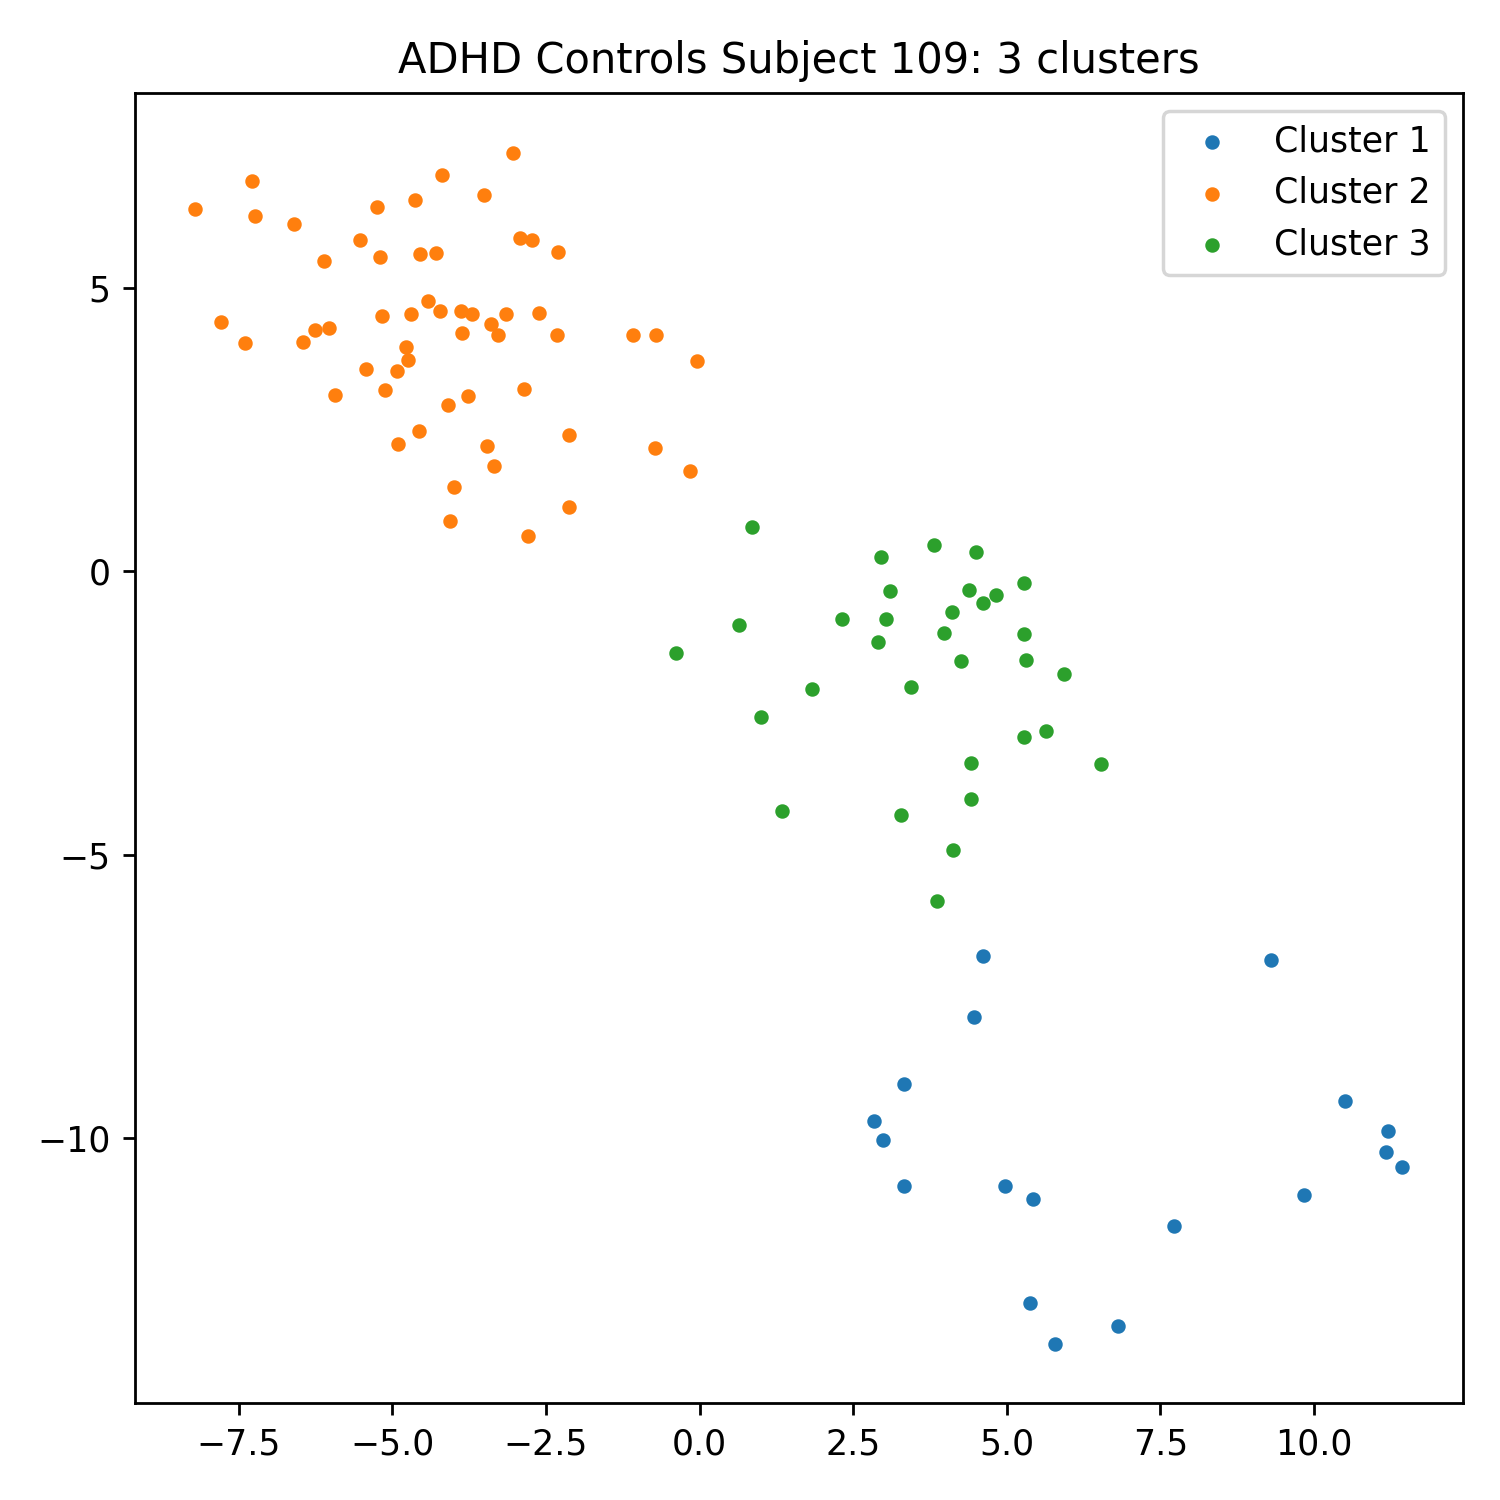 ADHD Controls Subject 109: 3 clusters
Cluster 1
Cluster 2
Cluster 3
5
0
−5
−10
−7.5 −5.0 −2.5 0.0 2.5 5.0 7.5 10.0